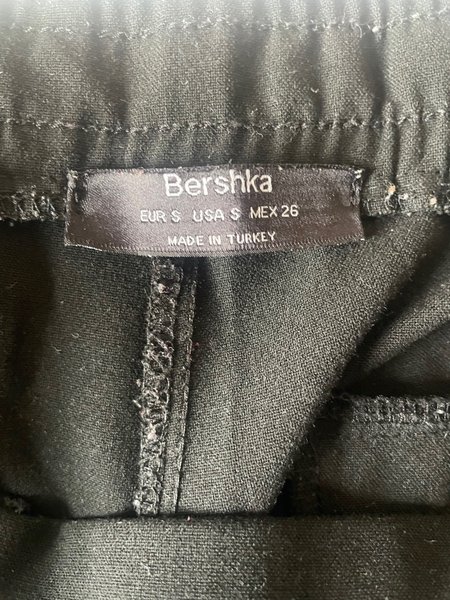 Bershka
EUR S USA S MEX 26
MADE IN TURKEY